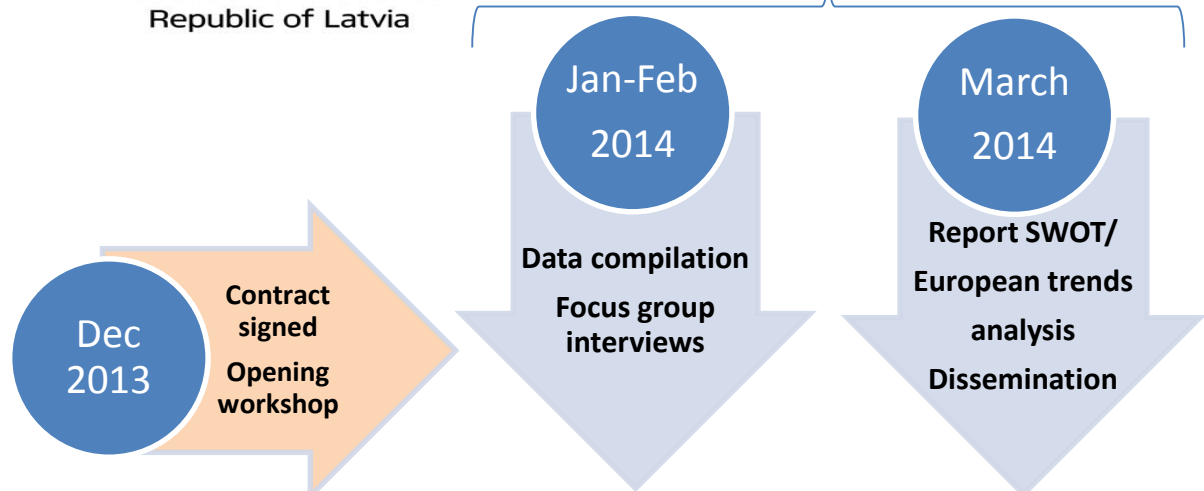 Republic of Latvia
Jan-Feb
2014
March
2014
Data compilation
Focus group
interviews
Report SWOT/
European trends
analysis
Dissemination
Dec
2013
Contract
signed
Opening
workshop